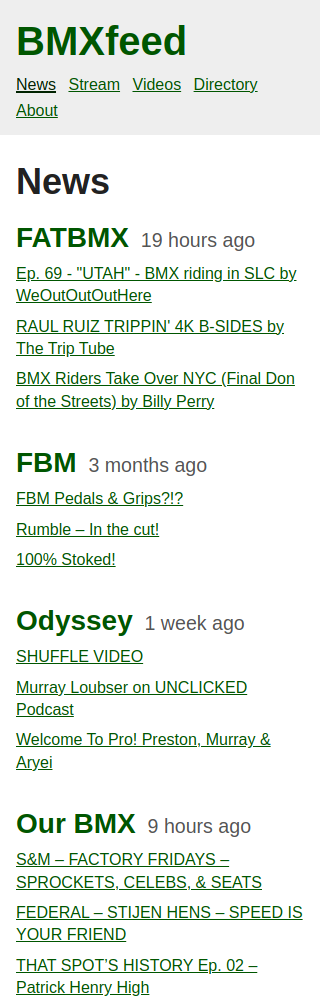 BMXfeed
News Stream Videos Directory
About
News
FATBMX 19 hours ago
Ep. 69 - "UTAH" - BMX riding in SLC by
WeOutOutOutHere
RAUL RUIZ TRIPPIN' 4K B-SIDES by
The Trip Tube
BMX Riders Take Over NYC (Final Don
of the Streets) by Billy Perry
FBM 3 months ago
FBM Pedals & Grips?!?
Rumble – In the cut!
100% Stoked!
Odyssey 1 week ago
SHUFFLE VIDEO
Murray Loubser on UNCLICKED
Podcast
Welcome To Pro! Preston, Murray &
Aryei
Our BMX 9 hours ago
S&M – FACTORY FRIDAYS –
SPROCKETS, CELEBS, & SEATS
FEDERAL – STIJEN HENS – SPEED IS
YOUR FRIEND
THAT SPOT’S HISTORY Ep. 02 –
Patrick Henry High